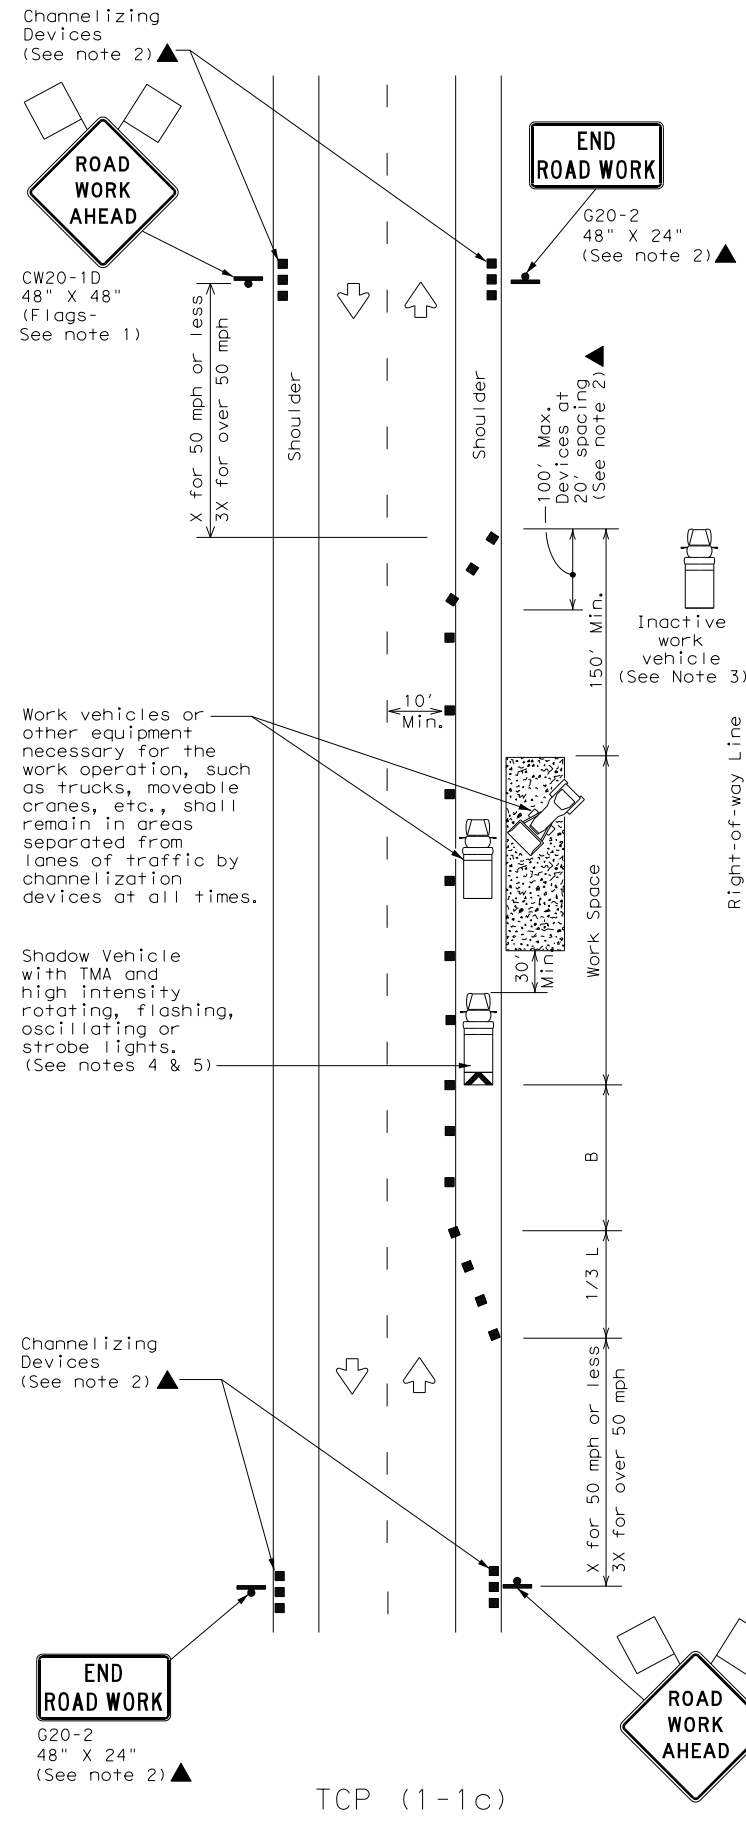 Channelizing
Devices
(See note 2)
ROAD
WORK
AHEAD
CW20-1D
48" X 48"
(Flags-
See note 1)
END
ROAD WORK
G20-2
48" X 24"
(See note 2)
X for 50 mph or less
3X for over 50 mph
Shoulder
Shoulder
100' Max.
Devices at
20' spacing
(See note 2)
150' Min.
Inactive
work
vehicle
(See Note 3)
Right-of-way Line
10'
Min.
Work vehicles or
other equipment
necessary for the
work operation, such
as trucks, moveable
cranes, etc., shall
remain in areas
separated from
lanes of traffic by
channelization
devices at all times.
Work Space
30'
Min.
Shadow Vehicle
with TMA and
high intensity
rotating, flashing,
oscillating or
strobe lights.
(See notes 4 & 5)
B
1/3 L
Channelizing
Devices
(See note 2)
X for 50 mph or less
3X for over 50 mph
END
ROAD WORK
G20-2
48" X 24"
(See note 2)
ROAD
WORK
AHEAD
TCP (1-1c)